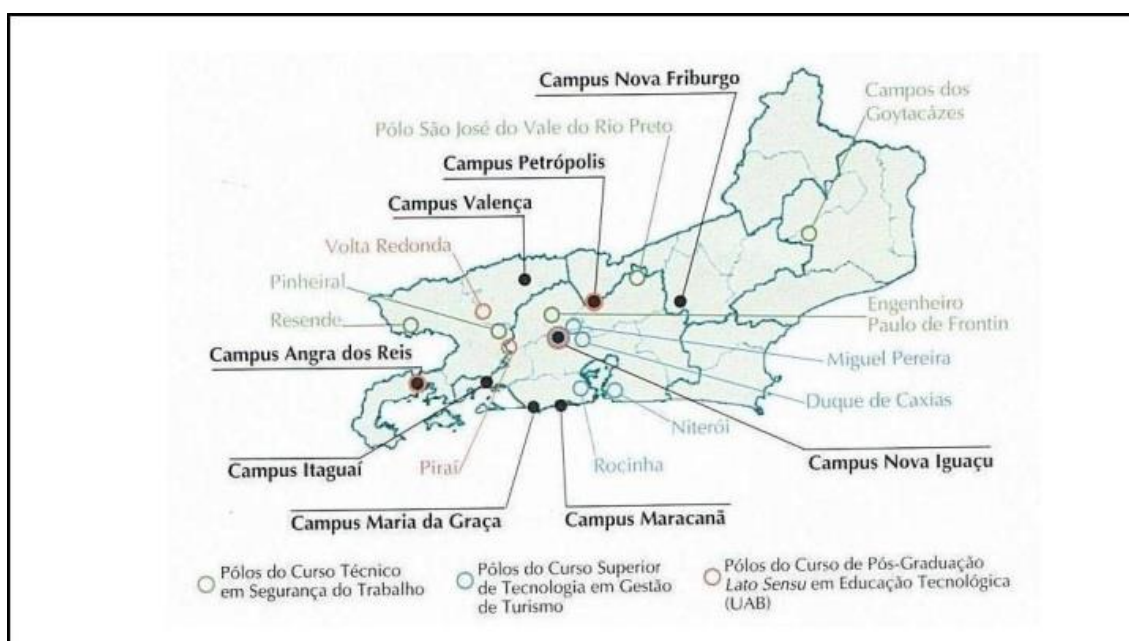 Campus Nova Friburgo
Campos dos
Goytacázes
Pólo São José do Vale do Rio Preto
Campus Petrópolis
Campus Valença
Volta Redonda
Pinheiral
Resende
Engenheiro
Paulo de Frontin
Campus Angra dos Reis
Miguel Pereira
Duque de Caxias
Niterói
Campus Itaguaí
Piraí
Rocinha
Campus Nova Iguaçu
Campus Maria da Graça
Campus Maracanã
Pólos do Curso Técnico
em Segurança do Trabalho
Pólos do Curso Superior
de Tecnologia em Gestão
de Turismo
Pólos do Curso de Pós-Graduação
Lato Sensu em Educação Tecnológica
(UAB)